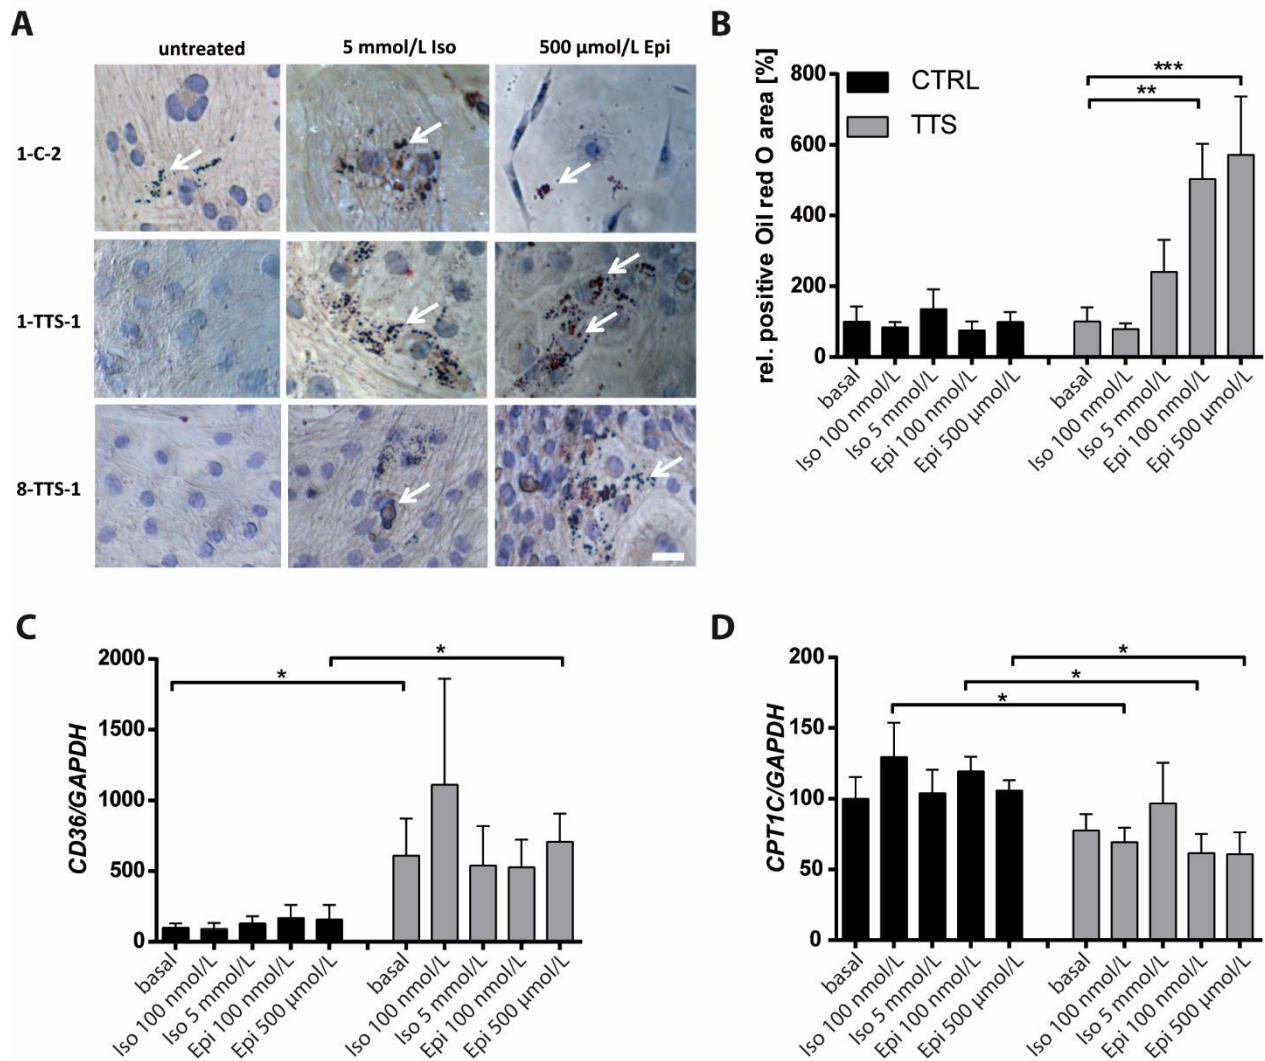 A
untreated 5 mmol/L Iso 500 µmol/L Epi
1-C-2
1-TTS-1
8-TTS-1
B
rel. positive Oil red O area [%]
800
600
400
200
0
CTRL
TTS
***
**
basal
Iso 100 nmol/L
Iso 5 mmol/L
Epi 100 nmol/L
Epi 500 µmol/L
basal
Iso 100 nmol/L
Iso 5 mmol/L
Epi 100 nmol/L
Epi 500 µmol/L
C
CD36/GAPDH
2000
1500
1000
500
0
*
*
basal
Iso 100 nmol/L
Iso 5 mmol/L
Epi 100 nmol/L
Epi 500 µmol/L
basal
Iso 100 nmol/L
Iso 5 mmol/L
Epi 100 nmol/L
Epi 500 µmol/L
D
CPT1C/GAPDH
200
150
100
50
0
*
*
*
basal
Iso 100 nmol/L
Iso 5 mmol/L
Epi 100 nmol/L
Epi 500 µmol/L
basal
Iso 100 nmol/L
Iso 5 mmol/L
Epi 100 nmol/L
Epi 500 µmol/L